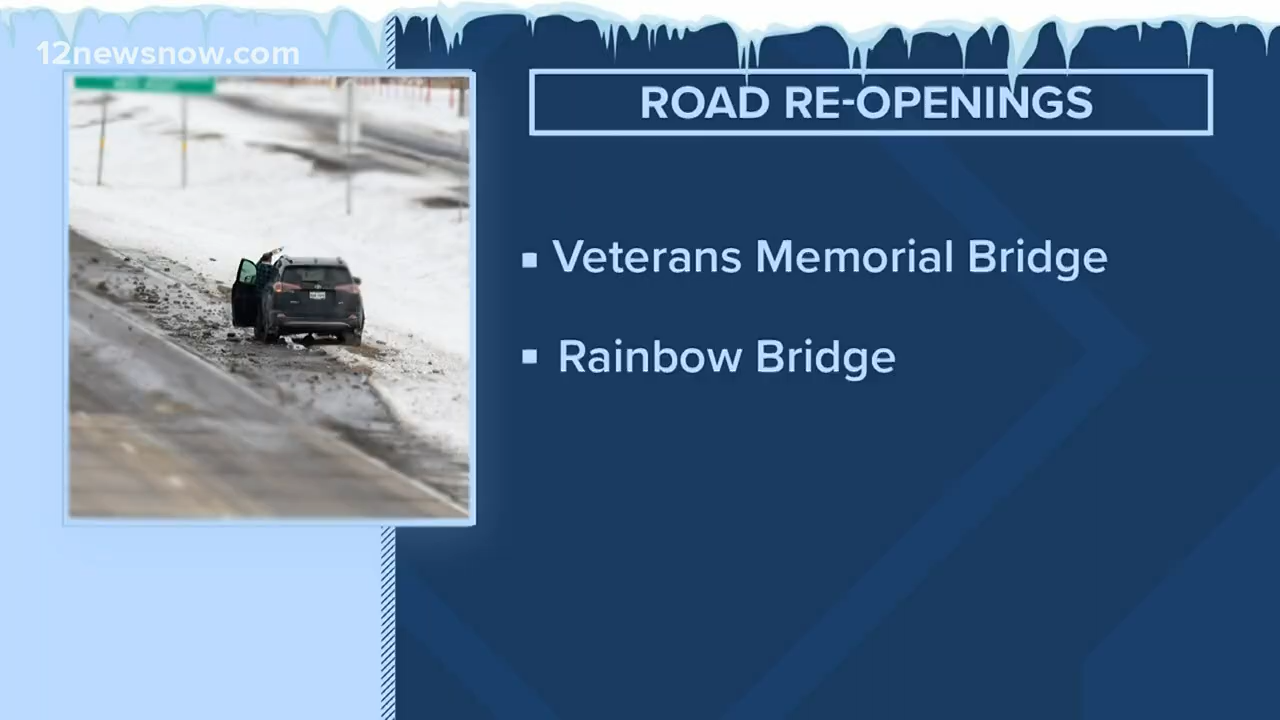 12newsnow.com
ROAD RE-OPENINGS
▪ Veterans Memorial Bridge
▪ Rainbow Bridge